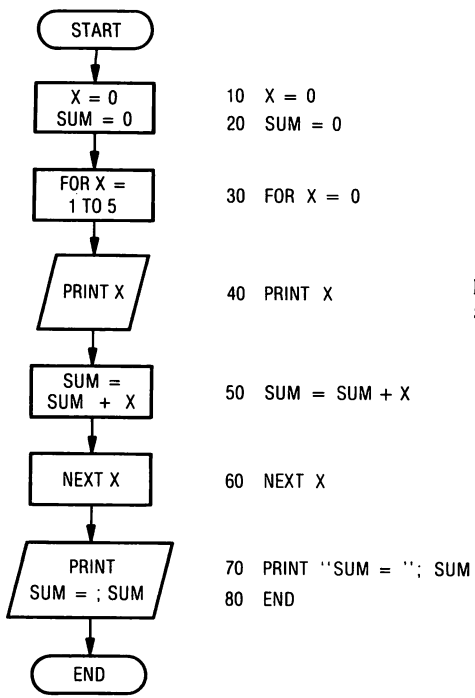 START
X = 0
SUM = 0
10 X = 0
20 SUM = 0
FOR X =
1 TO 5
30 FOR X = 0
PRINT X
40 PRINT X
SUM =
SUM + X
50 SUM = SUM + X
NEXT X
60 NEXT X
PRINT
SUM = ; SUM
70 PRINT ‘‘SUM = ’’; SUM
80 END
END